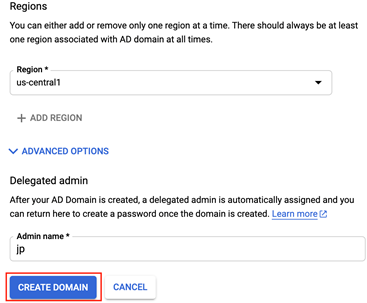 Regions
You can either add or remove only one region at a time. There should always be at least
one region associated with AD domain at all times.
Region *
us-central1
+ ADD REGION
ADVANCED OPTIONS
Delegated admin
After your AD Domain is created, a delegated admin is automatically assigned and you
can return here to create a password once the domain is created. Learn more
Admin name *
jp
CREATE DOMAIN CANCEL